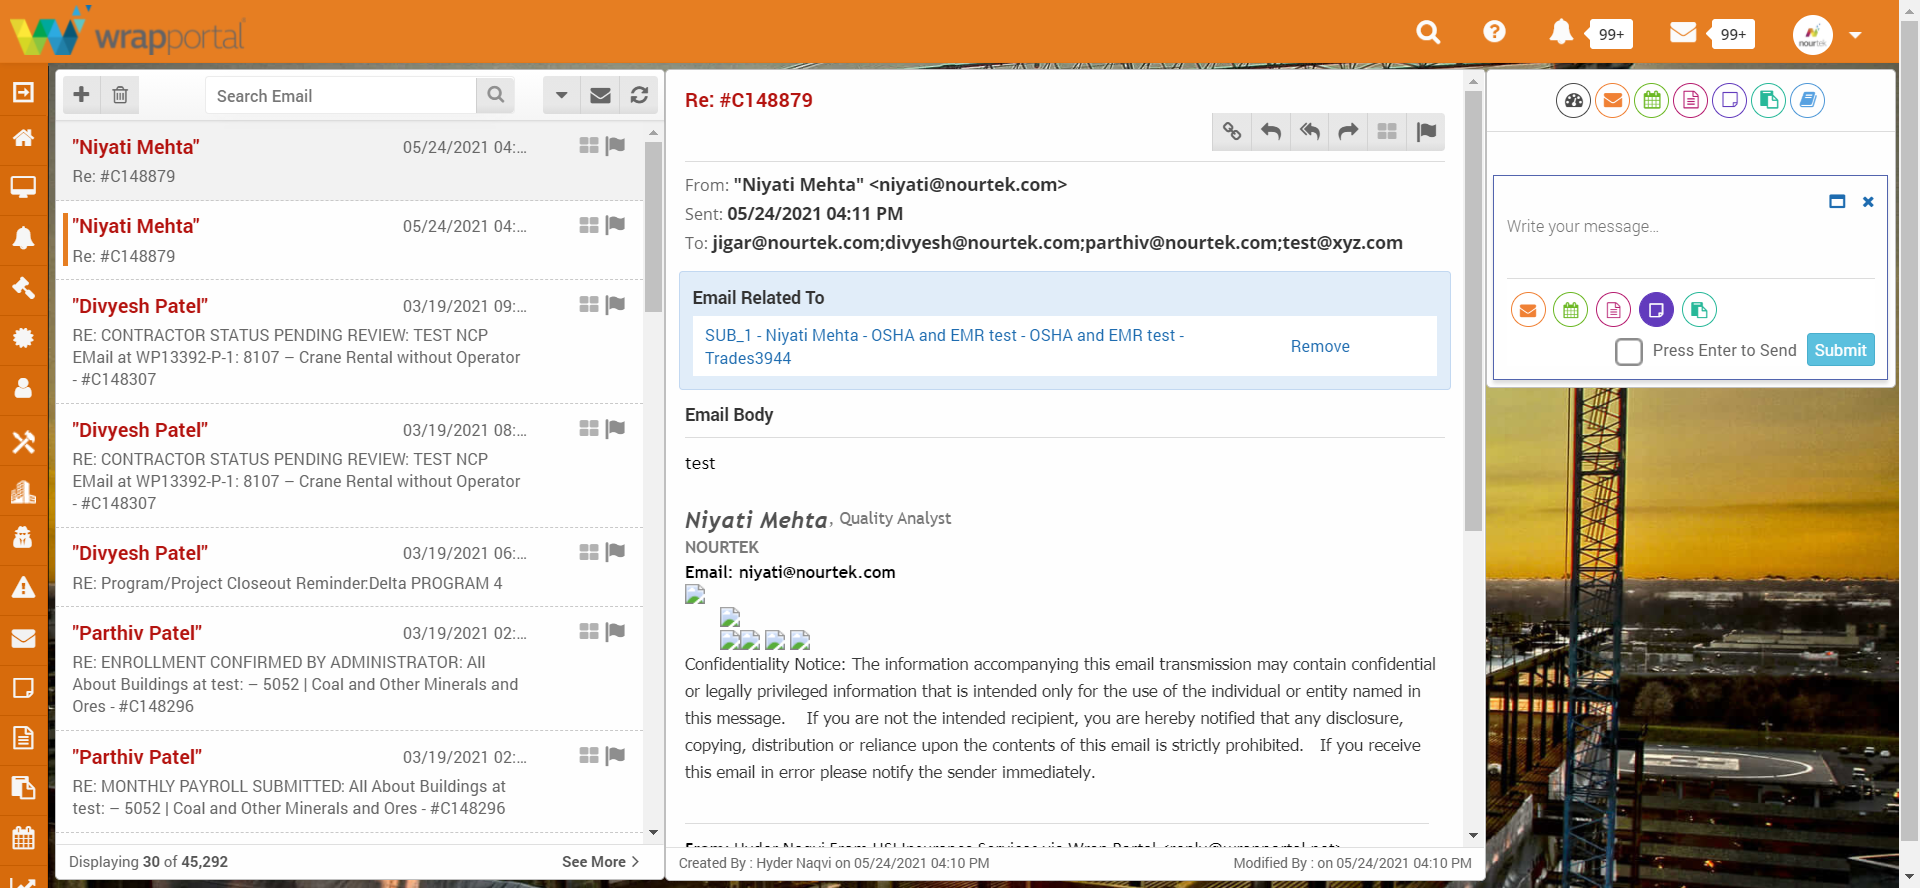 wrapportal
99+
99+
nourtek
Search Email
"Niyati Mehta"
05/24/2021 04:...
Re: #C148879
"Niyati Mehta"
05/24/2021 04:...
Re: #C148879
"Divyesh Patel"
03/19/2021 09:...
RE: CONTRACTOR STATUS PENDING REVIEW: TEST NCP
EMail at WP13392-P-1: 8107 – Crane Rental without Operator
- #C148307
"Divyesh Patel"
03/19/2021 08:...
RE: CONTRACTOR STATUS PENDING REVIEW: TEST NCP
EMail at WP13392-P-1: 8107 – Crane Rental without Operator
- #C148307
"Divyesh Patel"
03/19/2021 06:...
RE: Program/Project Closeout Reminder:Delta PROGRAM 4
"Parthiv Patel"
03/19/2021 02:...
RE: ENROLLMENT CONFIRMED BY ADMINISTRATOR: All
About Buildings at test: – 5052 | Coal and Other Minerals and
Ores - #C148296
"Parthiv Patel"
03/19/2021 02:...
RE: MONTHLY PAYROLL SUBMITTED: All About Buildings at
test: – 5052 | Coal and Other Minerals and Ores - #C148296
Displaying 30 of 45,292
See More
Re: #C148879
From: "Niyati Mehta" <niyati@nourtek.com>
Sent: 05/24/2021 04:11 PM
To: jigar@nourtek.com;divyesh@nourtek.com;parthiv@nourtek.com;test@xyz.com
Email Related To
SUB_1 - Niyati Mehta - OSHA and EMR test - OSHA and EMR test -
Trades3944
Remove
Email Body
test
Niyati Mehta, Quality Analyst
NOURTEK
Email: niyati@nourtek.com
Confidentiality Notice: The information accompanying this email transmission may contain confidential
or legally privileged information that is intended only for the use of the individual or entity named in
this message. If you are not the intended recipient, you are hereby notified that any disclosure,
copying, distribution or reliance upon the contents of this email is strictly prohibited. If you receive
this email in error please notify the sender immediately.
From: Hyder Naqvi From USI Insurance Services via Wrap Portal <reply@wrapportal.net>
Created By : Hyder Naqvi on 05/24/2021 04:10 PM
Modified By : on 05/24/2021 04:10 PM
Write your message...
Press Enter to Send
Submit